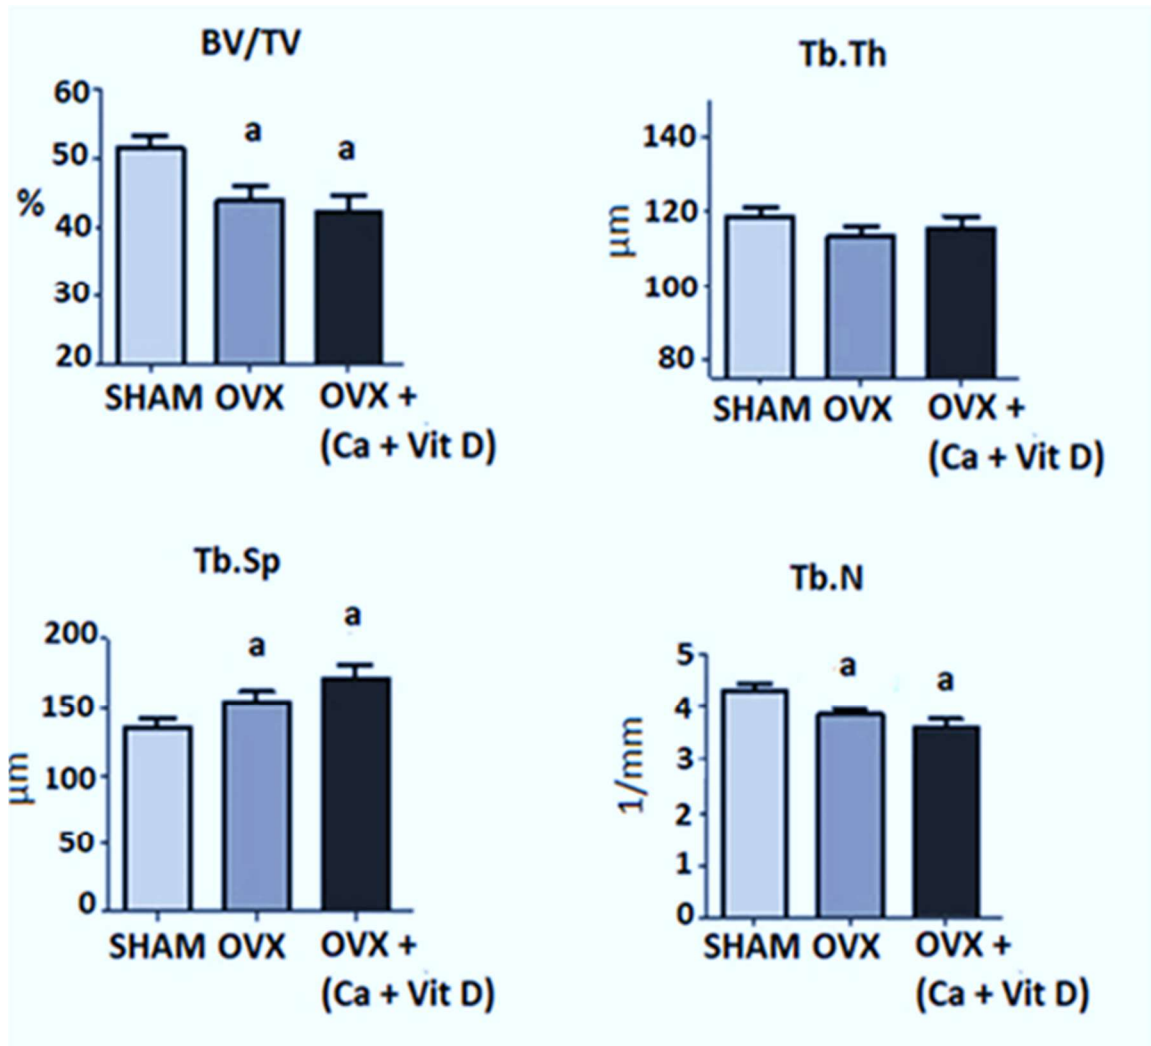 BV/TV
60
50
40
30
20
%
a
a
SHAM OVX OVX +
(Ca + Vit D)
Tb.Th
140
120
100
80
µm
SHAM OVX OVX +
(Ca + Vit D)
Tb.Sp
200
150
100
50
0
µm
a
a
SHAM OVX OVX +
(Ca + Vit D)
Tb.N
5
4
3
2
1
0
1/mm
a
a
SHAM OVX OVX +
(Ca + Vit D)